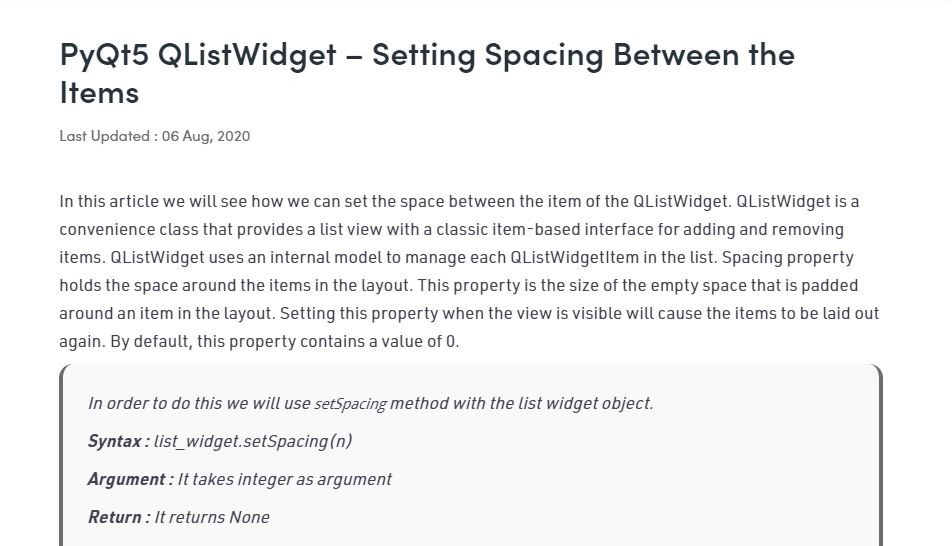 PyQt5 QListWidget – Setting Spacing Between the
Items
Last Updated : 06 Aug, 2020
In this article we will see how we can set the space between the item of the QListWidget. QListWidget is a
convenience class that provides a list view with a classic item-based interface for adding and removing
items. QListWidget uses an internal model to manage each QListWidgetItem in the list. Spacing property
holds the space around the items in the layout. This property is the size of the empty space that is padded
around an item in the layout. Setting this property when the view is visible will cause the items to be laid out
again. By default, this property contains a value of 0.
In order to do this we will use setSpacing method with the list widget object.
Syntax : list_widget.setSpacing(n)
Argument : It takes integer as argument
Return : It returns None